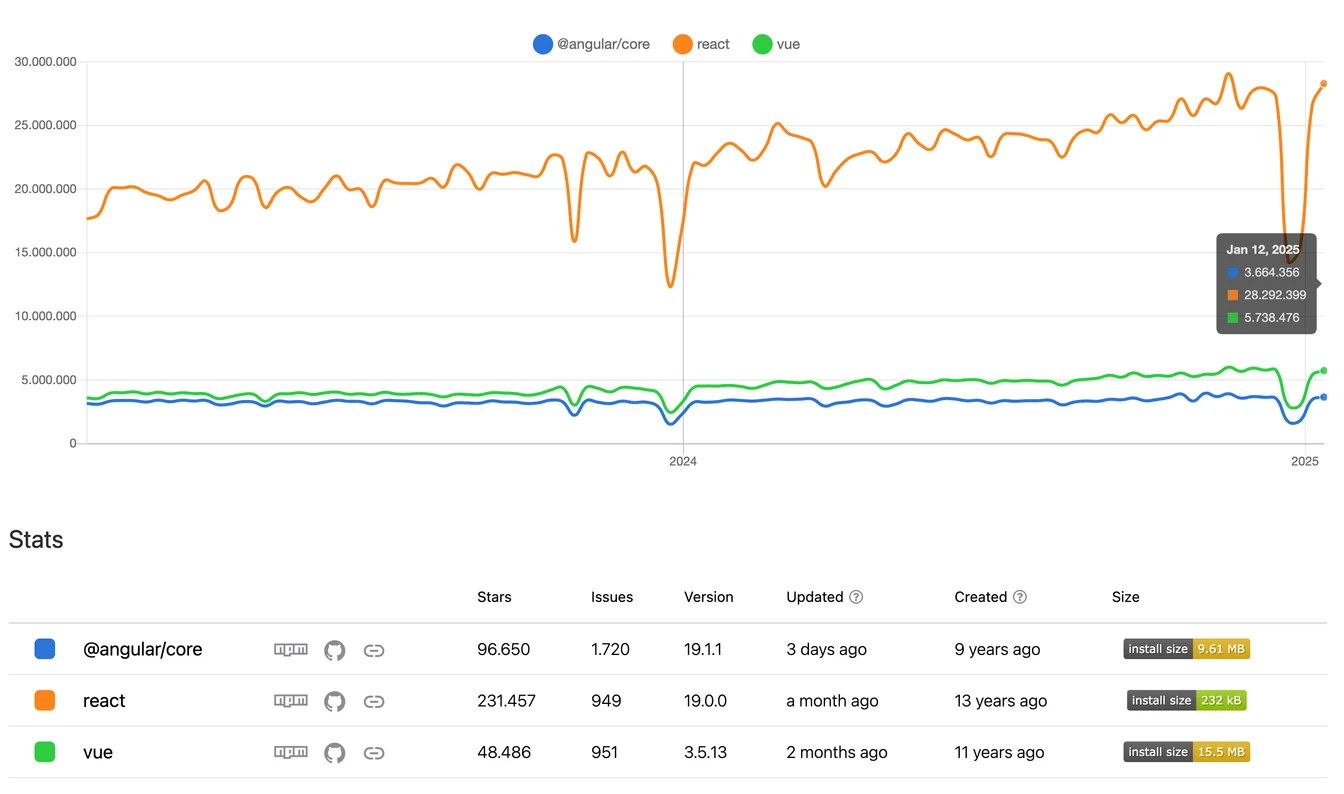 @angular/core react vue
30.000.000
25.000.000
20.000.000
15.000.000
10.000.000
5.000.000
0
Jan 12, 2025
3.664.356
28.292.399
5.738.476
2024 2025
Stats
Stars Issues Version Updated ? Created ? Size
@angular/core npm 96.650 1.720 19.1.1 3 days ago 9 years ago install size 9.61 MB
react npm 231.457 949 19.0.0 a month ago 13 years ago install size 232 kB
vue npm 48.486 951 3.5.13 2 months ago 11 years ago install size 15.5 MB